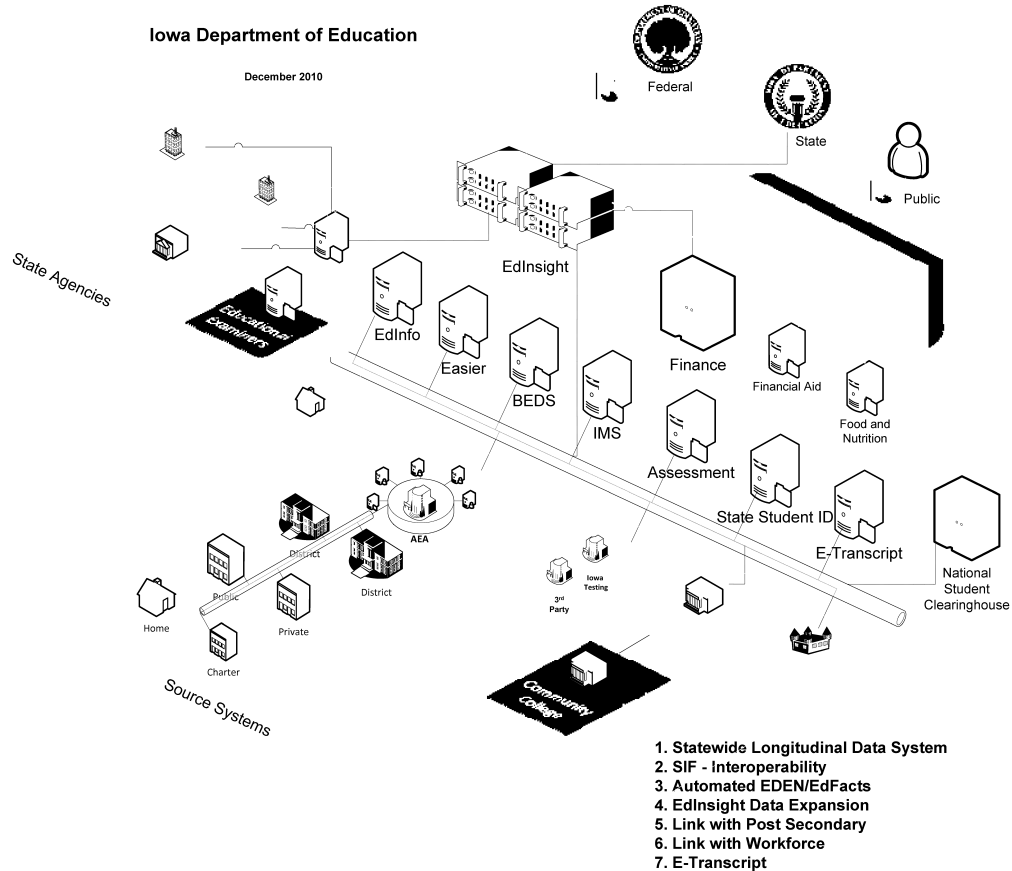 Iowa Department of Education
December 2010
Federal
State
Public
EdInsight
State Agencies
Educational
Examiners
EdInfo
Easier
BEDS
IMS
Assessment
State Student ID
E-Transcript
Finance
Financial Aid
Food and
Nutrition
National
Student
Clearinghouse
AEA
District
District
Public
Private
Home
Charter
Source Systems
Iowa
Testing
3rd
Party
Community
College
1. Statewide Longitudinal Data System
2. SIF - Interoperability
3. Automated EDEN/EdFacts
4. EdInsight Data Expansion
5. Link with Post Secondary
6. Link with Workforce
7. E-Transcript